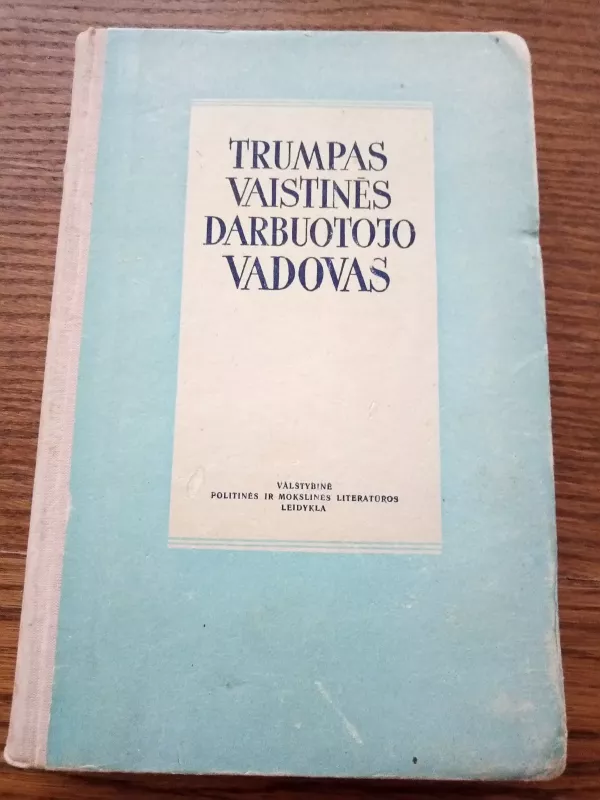 TRUMPAS
VAISTINĖS
DARBUOTOJO
VADOVAS
VALSTYBINĖ
POLITINĖS IR MOKSLINĖS LITERATŪROS
LEIDYKLA